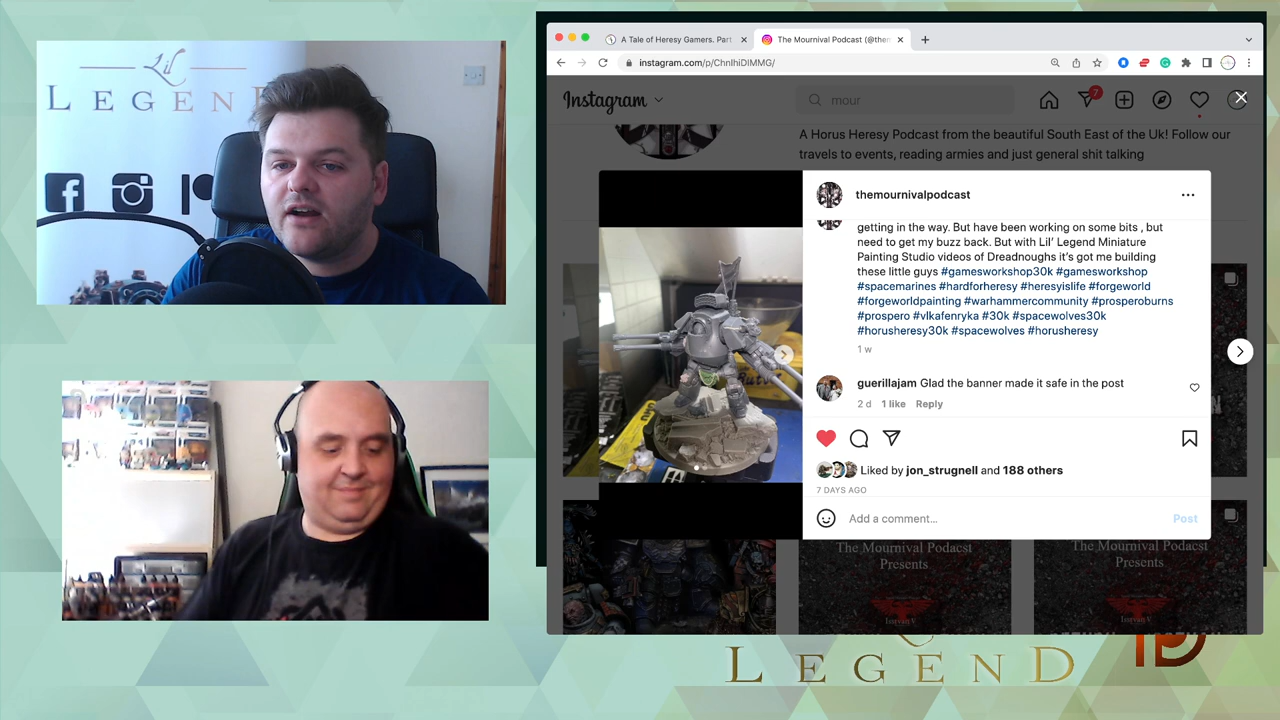 Lil'
LEGEND
A Tale of Heresy Gamers. Part
The Mournival Podcast (@them
instagram.com/p/ChnIhiDIMMG/
Instagram
mour
7
A Horus Heresy Podcast from the beautiful South East of the Uk! Follow our
travels to events, reading armies and just general shit talking
themournivalpodcast
getting in the way. But have been working on some bits , but
need to get my buzz back. But with Lil' Legend Miniature
Painting Studio videos of Dreadnoughs it's got me building
these little guys #gamesworkshop30k #gamesworkshop
#spacemarines #hardforheresy #heresyislife #forgeworld
#forgeworldpainting #warhammercommunity #prosperoburns
#prospero #vlkafenryka #30k #spacewolves30k
#horusheresy30k #spacewolves #horusheresy
1 w
guerillajam Glad the banner made it safe in the post
2 d 1 like Reply
Liked by jon_strugnell and 188 others
7 DAYS AGO
Add a comment...
Post
The Mournival Podacst
Presents
Isstvan V
The Mournival Podacst
Presents
Isstvan V
LEGEND